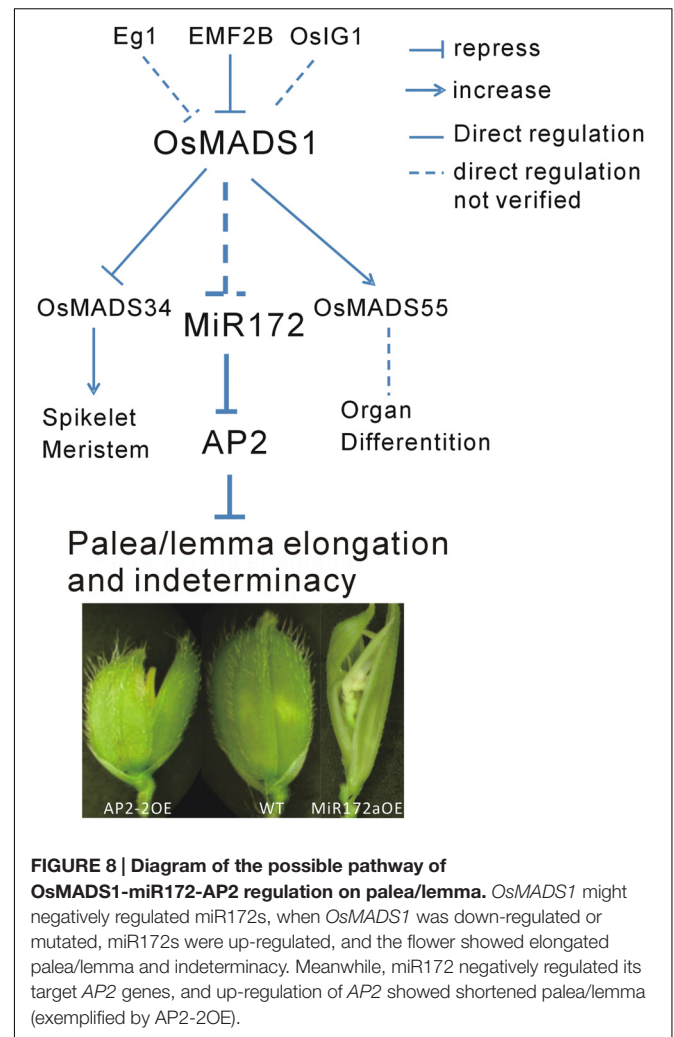 Eg1 EMF2B OsIG1
repress
increase
Direct regulation
direct regulation
not verified
OsMADS1
OsMADS34 MiR172 OsMADS55
Spikelet
Meristem
AP2
Organ
Differentition
Palea/lemma elongation
and indeterminacy
AP2-2OE WT MiR172aOE
FIGURE 8 | Diagram of the possible pathway of
OsMADS1-miR172-AP2 regulation on palea/lemma. OsMADS1 might
negatively regulated miR172s, when OsMADS1 was down-regulated or
mutated, miR172s were up-regulated, and the flower showed elongated
palea/lemma and indeterminacy. Meanwhile, miR172 negatively regulated its
target AP2 genes, and up-regulation of AP2 showed shortened palea/lemma
(exemplified by AP2-2OE).